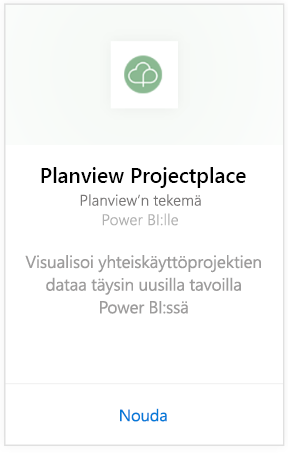 Planview Projectplace
Planview’n tekemä
Power BI:lle
Visualisoi yhteiskäyttöprojektien
dataa täysin uusilla tavoilla
Power BI:ssä
Nouda